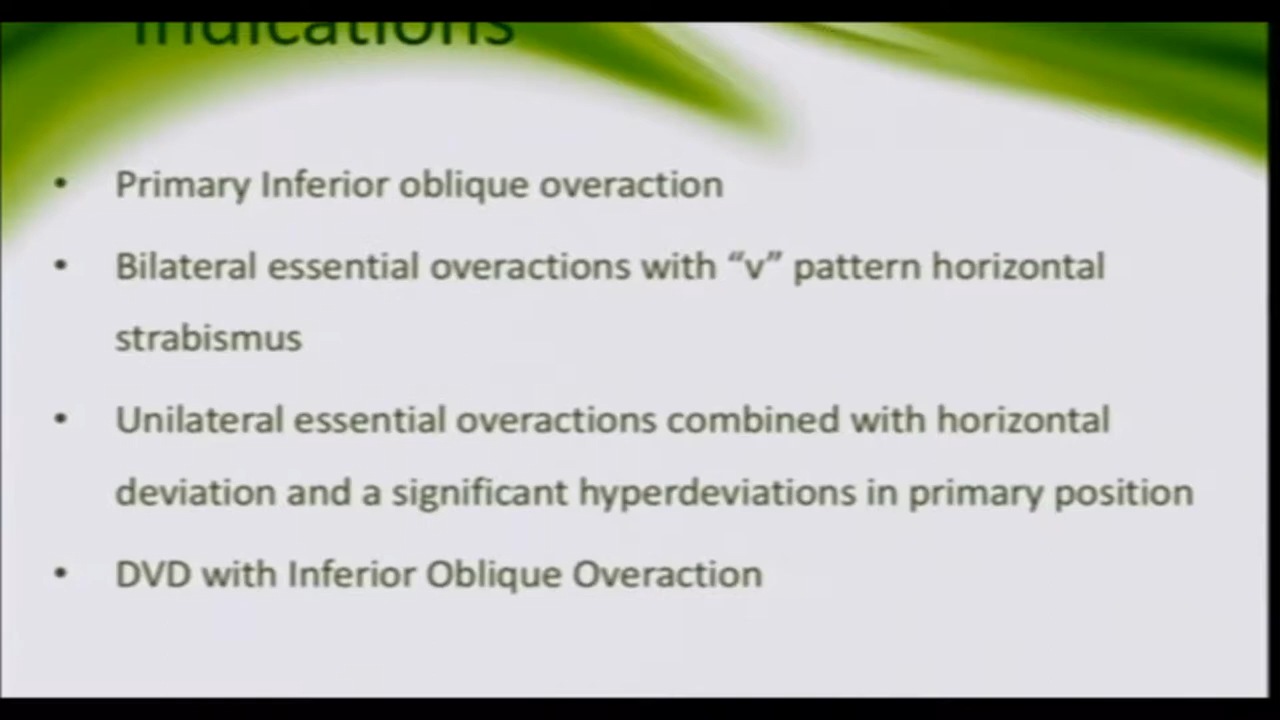 Indications
• Primary Inferior oblique overaction
• Bilateral essential overactions with “v” pattern horizontal
strabismus
• Unilateral essential overactions combined with horizontal
deviation and a significant hyperdeviations in primary position
• DVD with Inferior Oblique Overaction